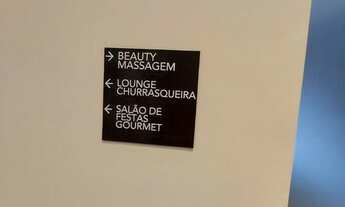 → BEAUTY
MASSAGEM
← LOUNGE
CHURRASQUEIRA
← SALÃO DE
FESTAS
GOURMET